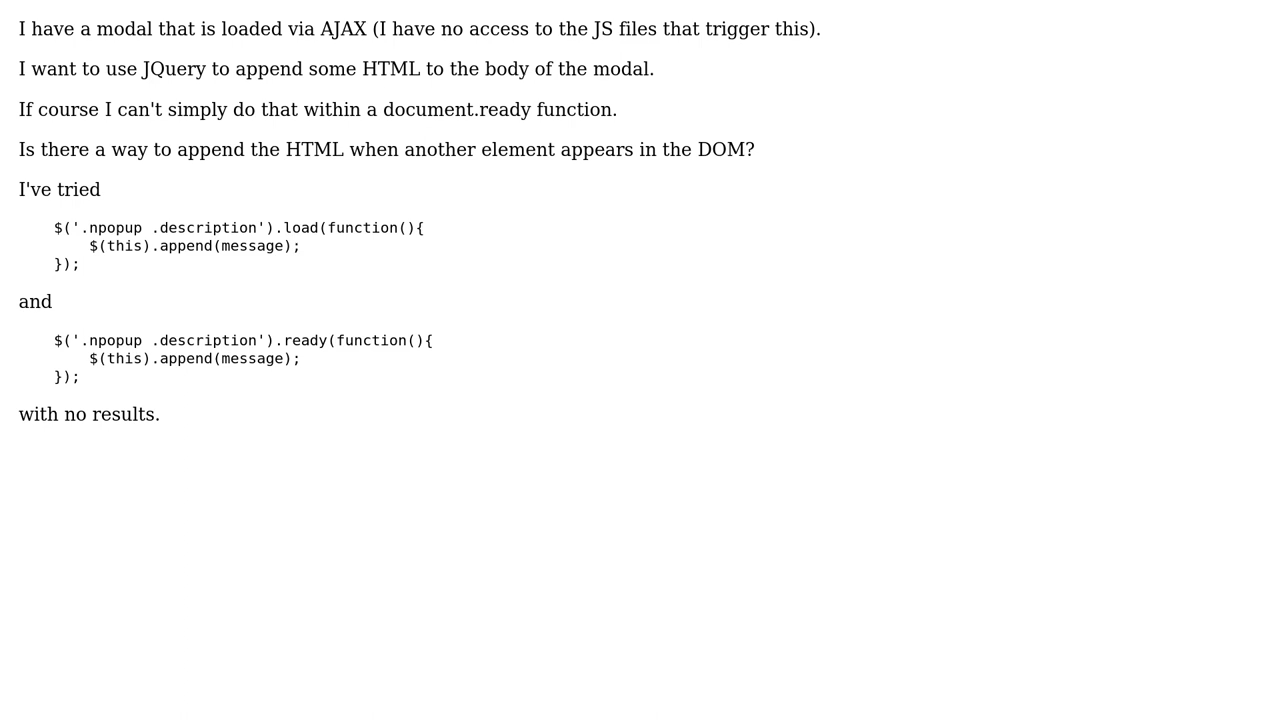 I have a modal that is loaded via AJAX (I have no access to the JS files that trigger this).
I want to use JQuery to append some HTML to the body of the modal.
If course I can't simply do that within a document.ready function.
Is there a way to append the HTML when another element appears in the DOM?
I've tried
$('.npopup .description').load(function(){
    $(this).append(message);
});
and
$('.npopup .description').ready(function(){
    $(this).append(message);
});
with no results.